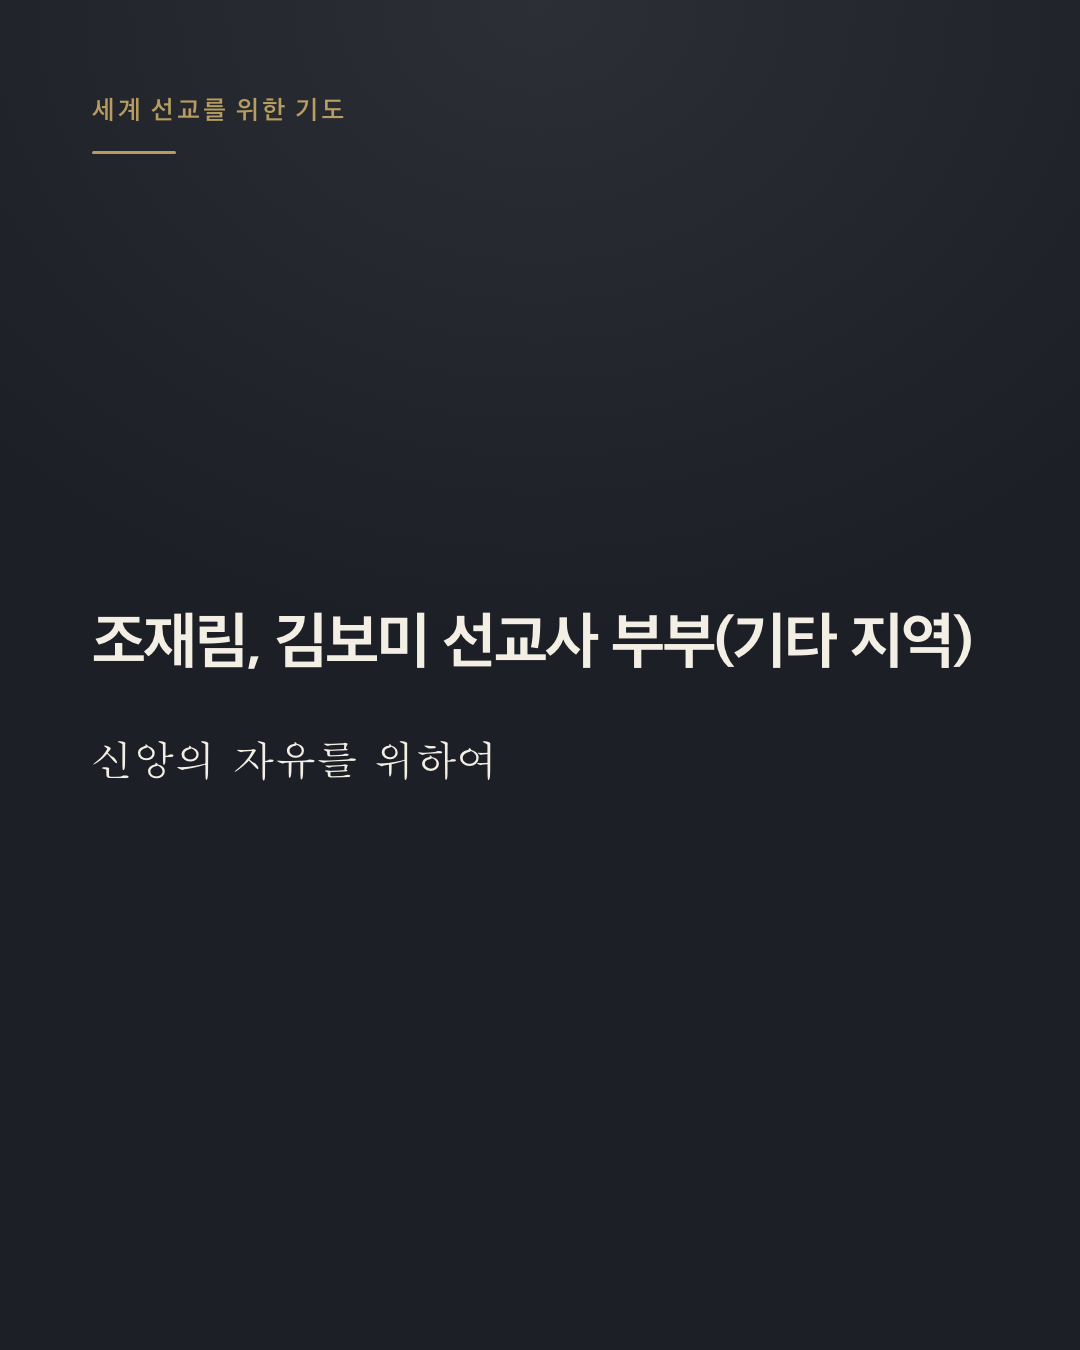 세계 선교를 위한 기도
조재림, 김보미 선교사 부부(기타 지역)
신앙의 자유를 위하여